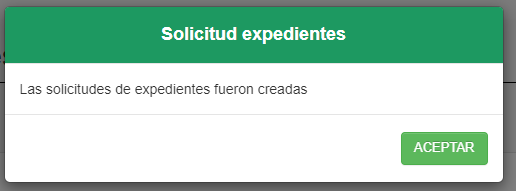 Solicitud expedientes
Las solicitudes de expedientes fueron creadas
ACEPTAR